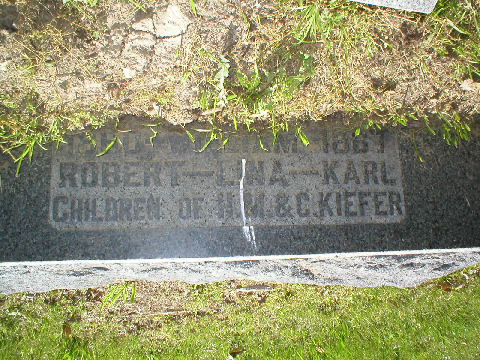 ROBERT—LINA—KARL
CHILDREN OF H.M.&C.KIEFER